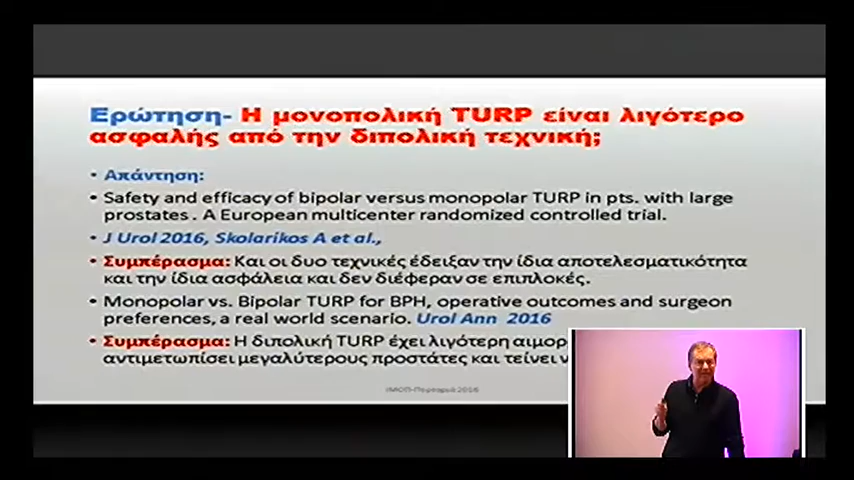 Ερώτηση- Η μονοπολική TURP είναι λιγότερο
ασφαλής από την διπολική τεχνική;
• Απάντηση:
• Safety and efficacy of bipolar versus monopolar TURP in pts. with large
prostates . A European multicenter randomized controlled trial.
• J Urol 2016, Skolarikos A et al.,
• Συμπέρασμα: Και οι δυο τεχνικές έδειξαν την ίδια αποτελεσματικότητα
και την ίδια ασφάλεια και δεν διέφεραν σε επιπλοκές.
• Monopolar vs. Bipolar TURP for BPH, operative outcomes and surgeon
preferences, a real world scenario. Urol Ann 2016
• Συμπέρασμα: Η διπολική TURP έχει λιγότερη
αντιμετωπίσει μεγαλύτερους προστάτες και τείνει
2016